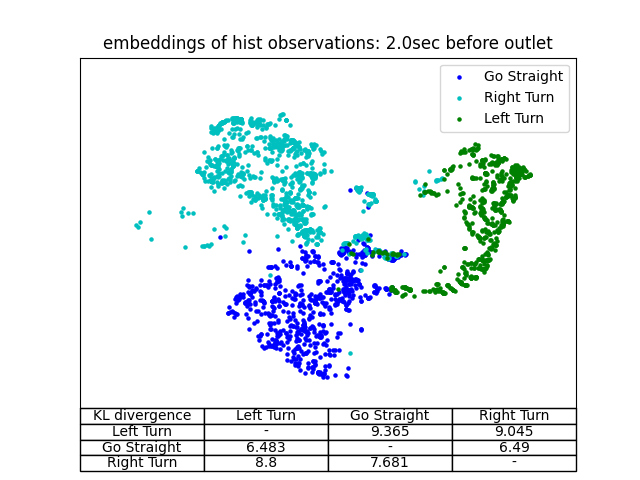 embeddings of hist observations: 2.0sec before outlet
Go Straight
Right Turn
Left Turn
KL divergence Left Turn Go Straight Right Turn
Left Turn - 9.365 9.045
Go Straight 6.483 - 6.49
Right Turn 8.8 7.681 -